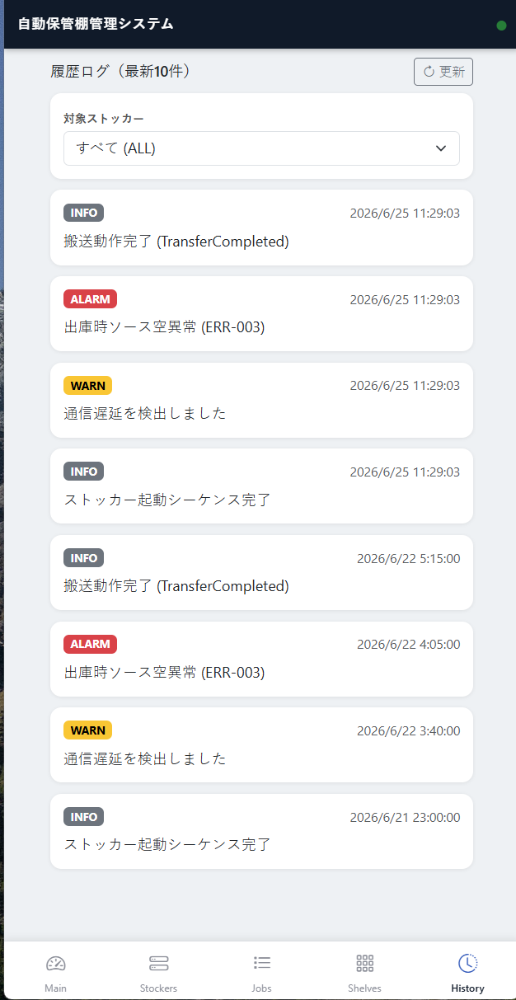 自動保管棚管理システム
履歴ログ（最新10件）
更新
対象ストッカー
すべて (ALL)
INFO
2026/6/25 11:29:03
搬送動作完了 (TransferCompleted)
ALARM
2026/6/25 11:29:03
出庫時ソース空異常 (ERR-003)
WARN
2026/6/25 11:29:03
通信遅延を検出しました
INFO
2026/6/25 11:29:03
ストッカー起動シーケンス完了
INFO
2026/6/22 5:15:00
搬送動作完了 (TransferCompleted)
ALARM
2026/6/22 4:05:00
出庫時ソース空異常 (ERR-003)
WARN
2026/6/22 3:40:00
通信遅延を検出しました
INFO
2026/6/21 23:00:00
ストッカー起動シーケンス完了
Main
Stockers
Jobs
Shelves
History